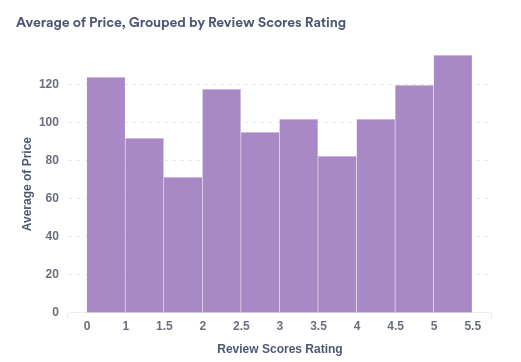 Average of Price, Grouped by Review Scores Rating
Average of Price
120
100
80
60
40
20
0
0 1 1.5 2 2.5 3 3.5 4 4.5 5 5.5
Review Scores Rating